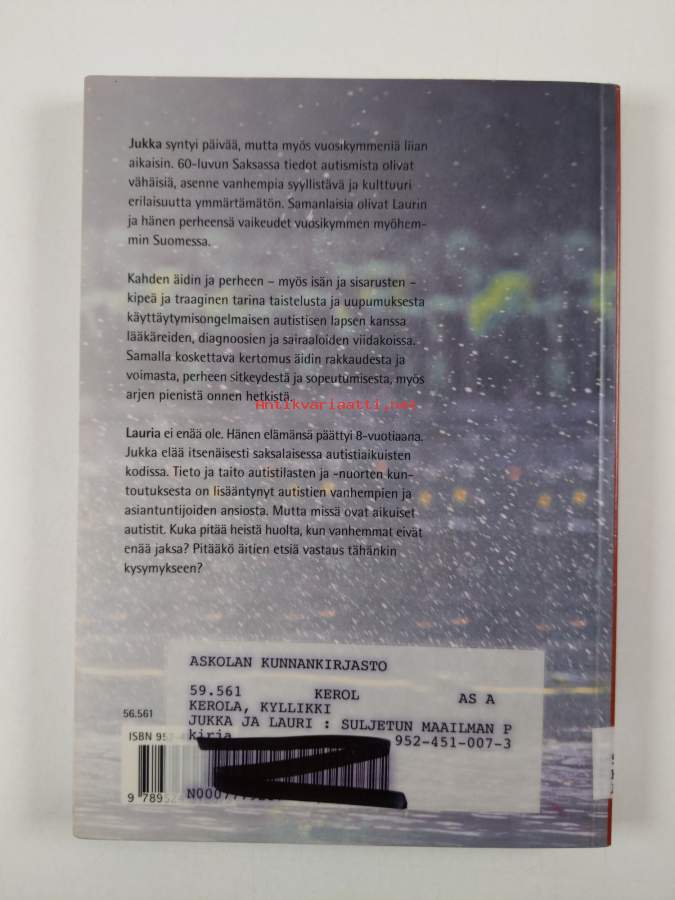 Jukka syntyi päivää, mutta myös vuosikymmeniä liian
aikaisin. 60-luvun Saksassa tiedot autismista olivat
vähäisiä, asenne vanhempia syyllistävä ja kulttuuri
erilaisuutta ymmärtämätön. Samanlaisia olivat Laurin
ja hänen perheensä vaikeudet vuosikymmen myöhem-
min Suomessa.
Kahden äidin ja perheen – myös isän ja sisarusten –
kipeä ja traaginen tarina taistelusta ja uupumuksesta
käyttäytymisongelmaisen autistisen lapsen kanssa
lääkäreiden, diagnoosien ja sairaaloiden viidakoissa.
Samalla koskettava kertomus äidin rakkaudesta ja
voimasta, perheen sitkeydestä ja sopeutumisesta, myös
arjen pienistä onnen hetkistä.
Antikvariaatti.net
Lauria ei enää ole. Hänen elämänsä päättyi 8-vuotiaana.
Jukka elää itsenäisesti saksalaisessa autistiaikuisten
kodissa. Tieto ja taito autistilasten ja -nuorten kun-
toutuksesta on lisääntynyt autistien vanhempien ja
asiantuntijoiden ansiosta. Mutta missä ovat aikuiset
autistit. Kuka pitää heistä huolta, kun vanhemmat eivät
enää jaksa? Pitääkö äitien etsiä vastaus tähänkin
kysymykseen?
ASKOLAN KUNNANKIRJASTO
59.561 KEROL AS A
KEROLA, KYLLIKKI
JUKKA JA LAURI : SULJETUN MAAILMAN P
kirja 952-451-007-3
56.561
ISBN
9 789524